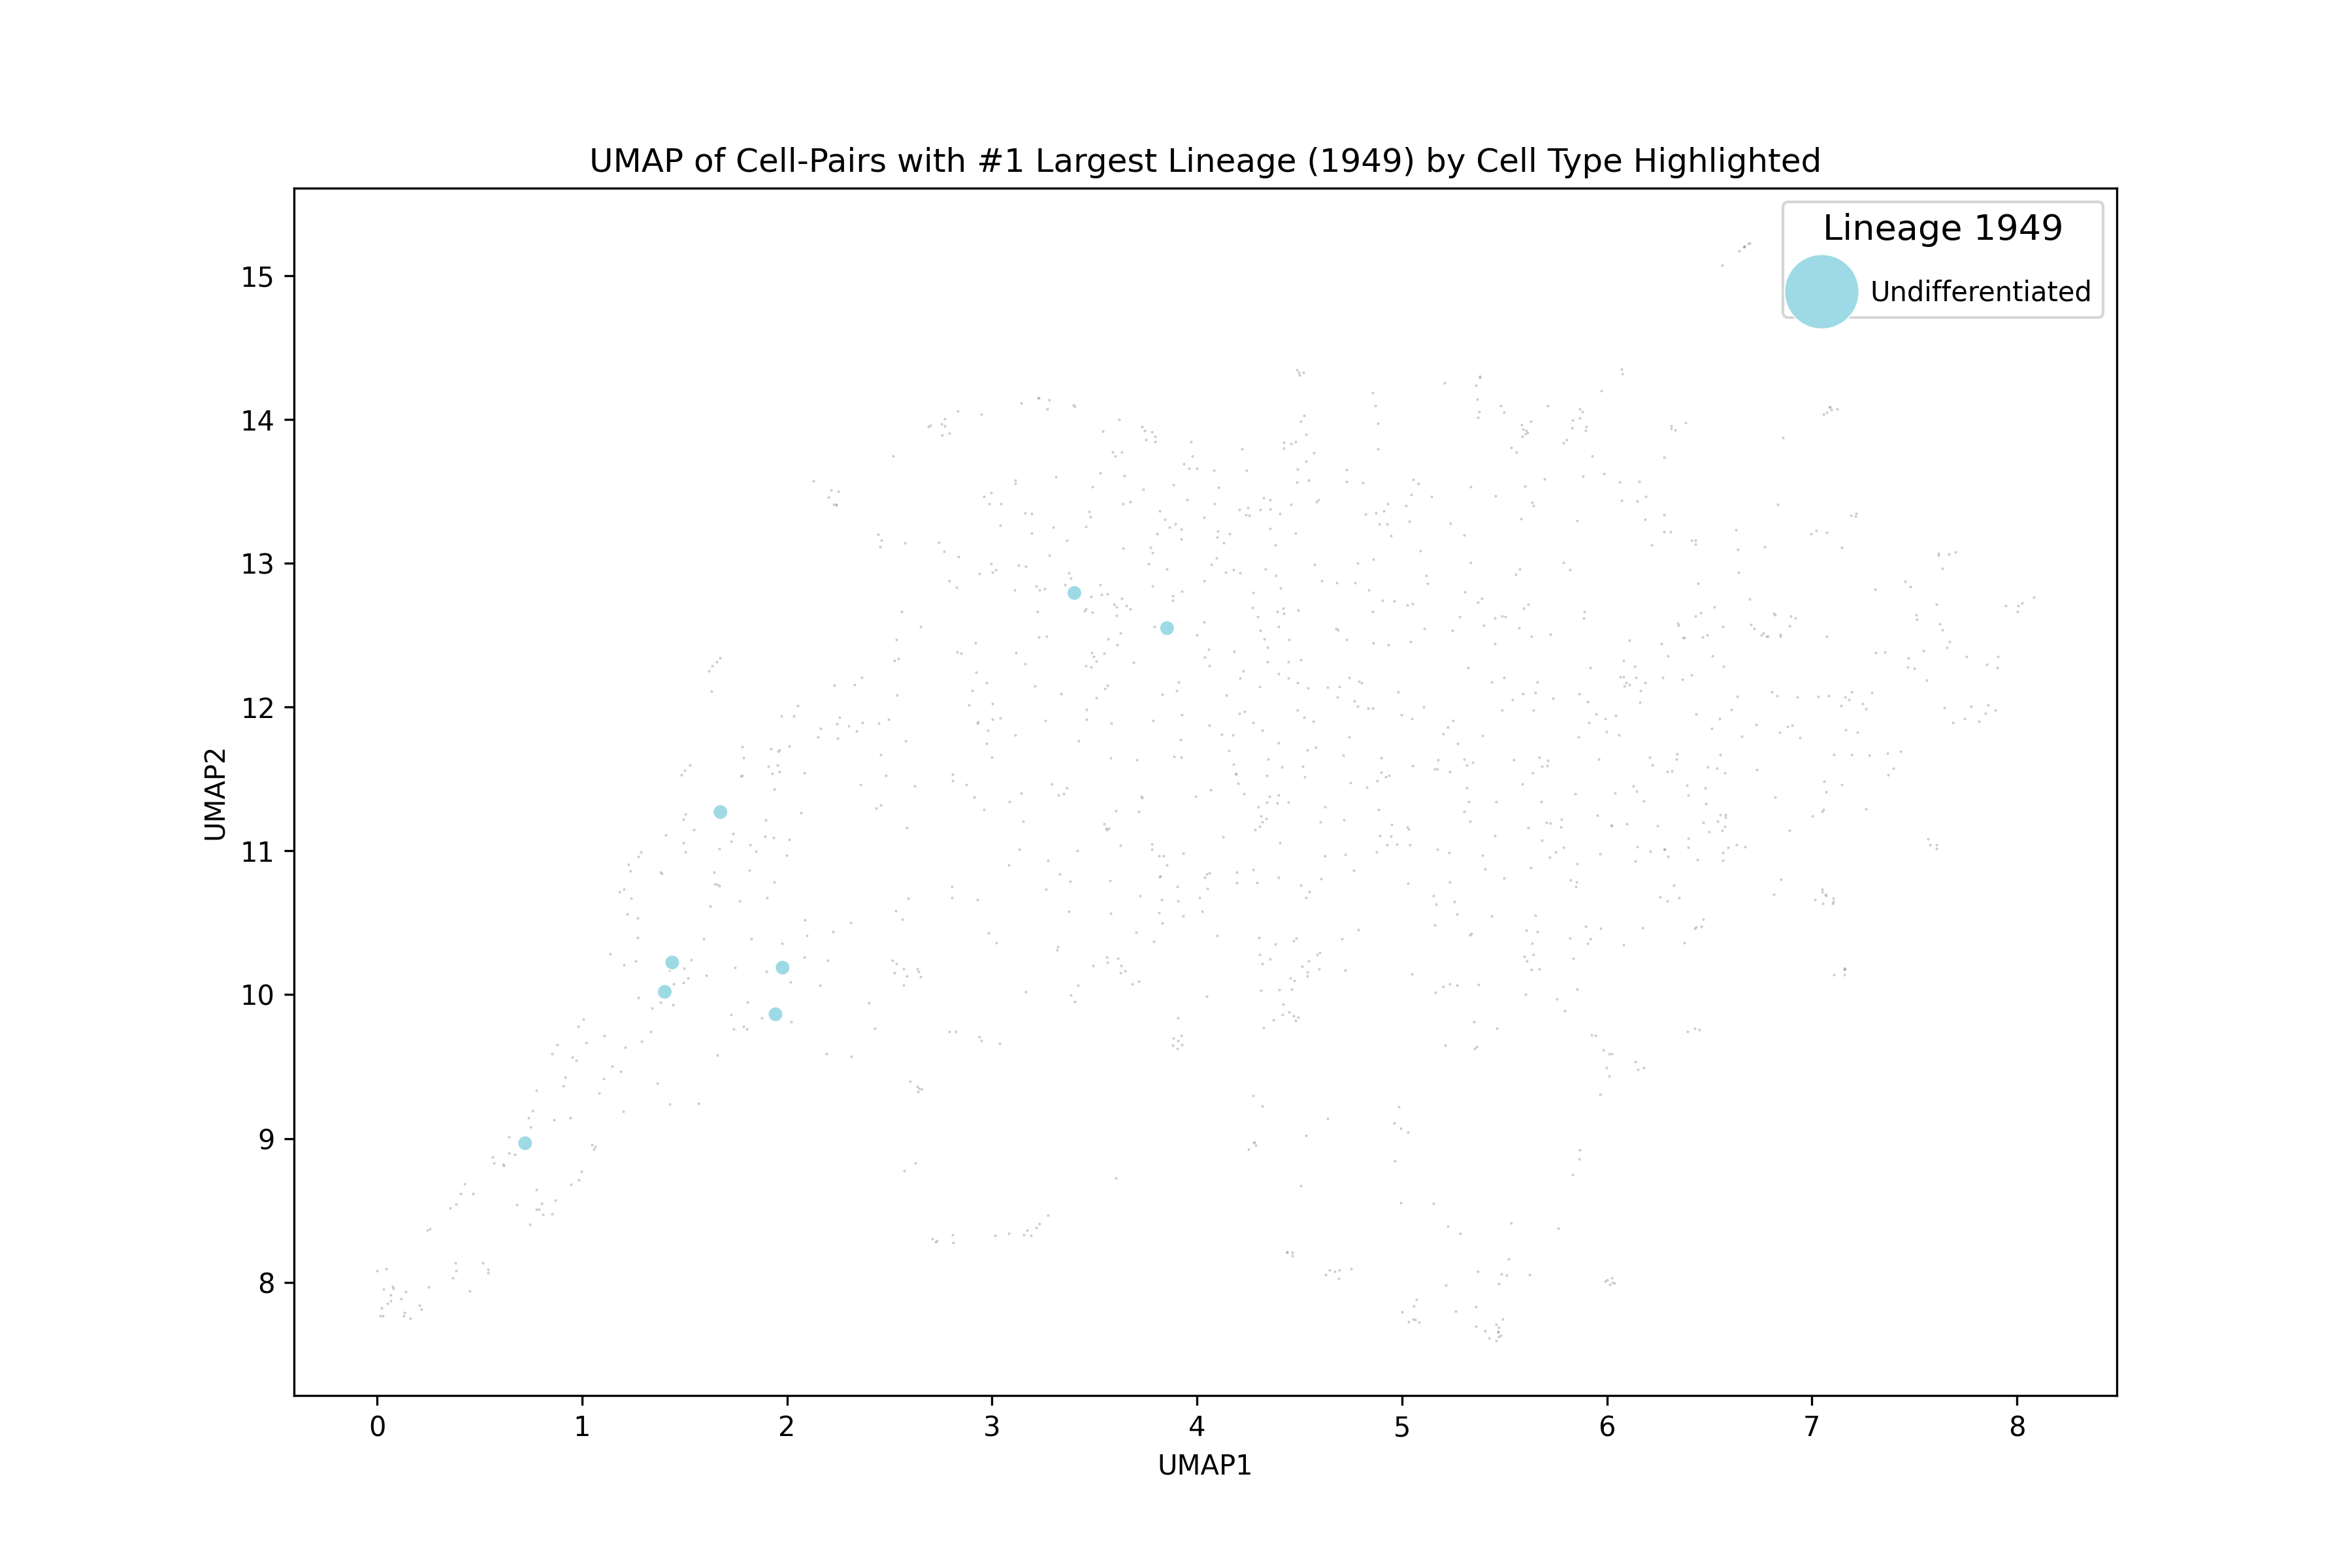 UMAP of Cell-Pairs with #1 Largest Lineage (1949) by Cell Type Highlighted
Lineage 1949
Undifferentiated
15
14
13
12
11
10
9
8
UMAP2
0 1 2 3 4 5 6 7 8
UMAP1